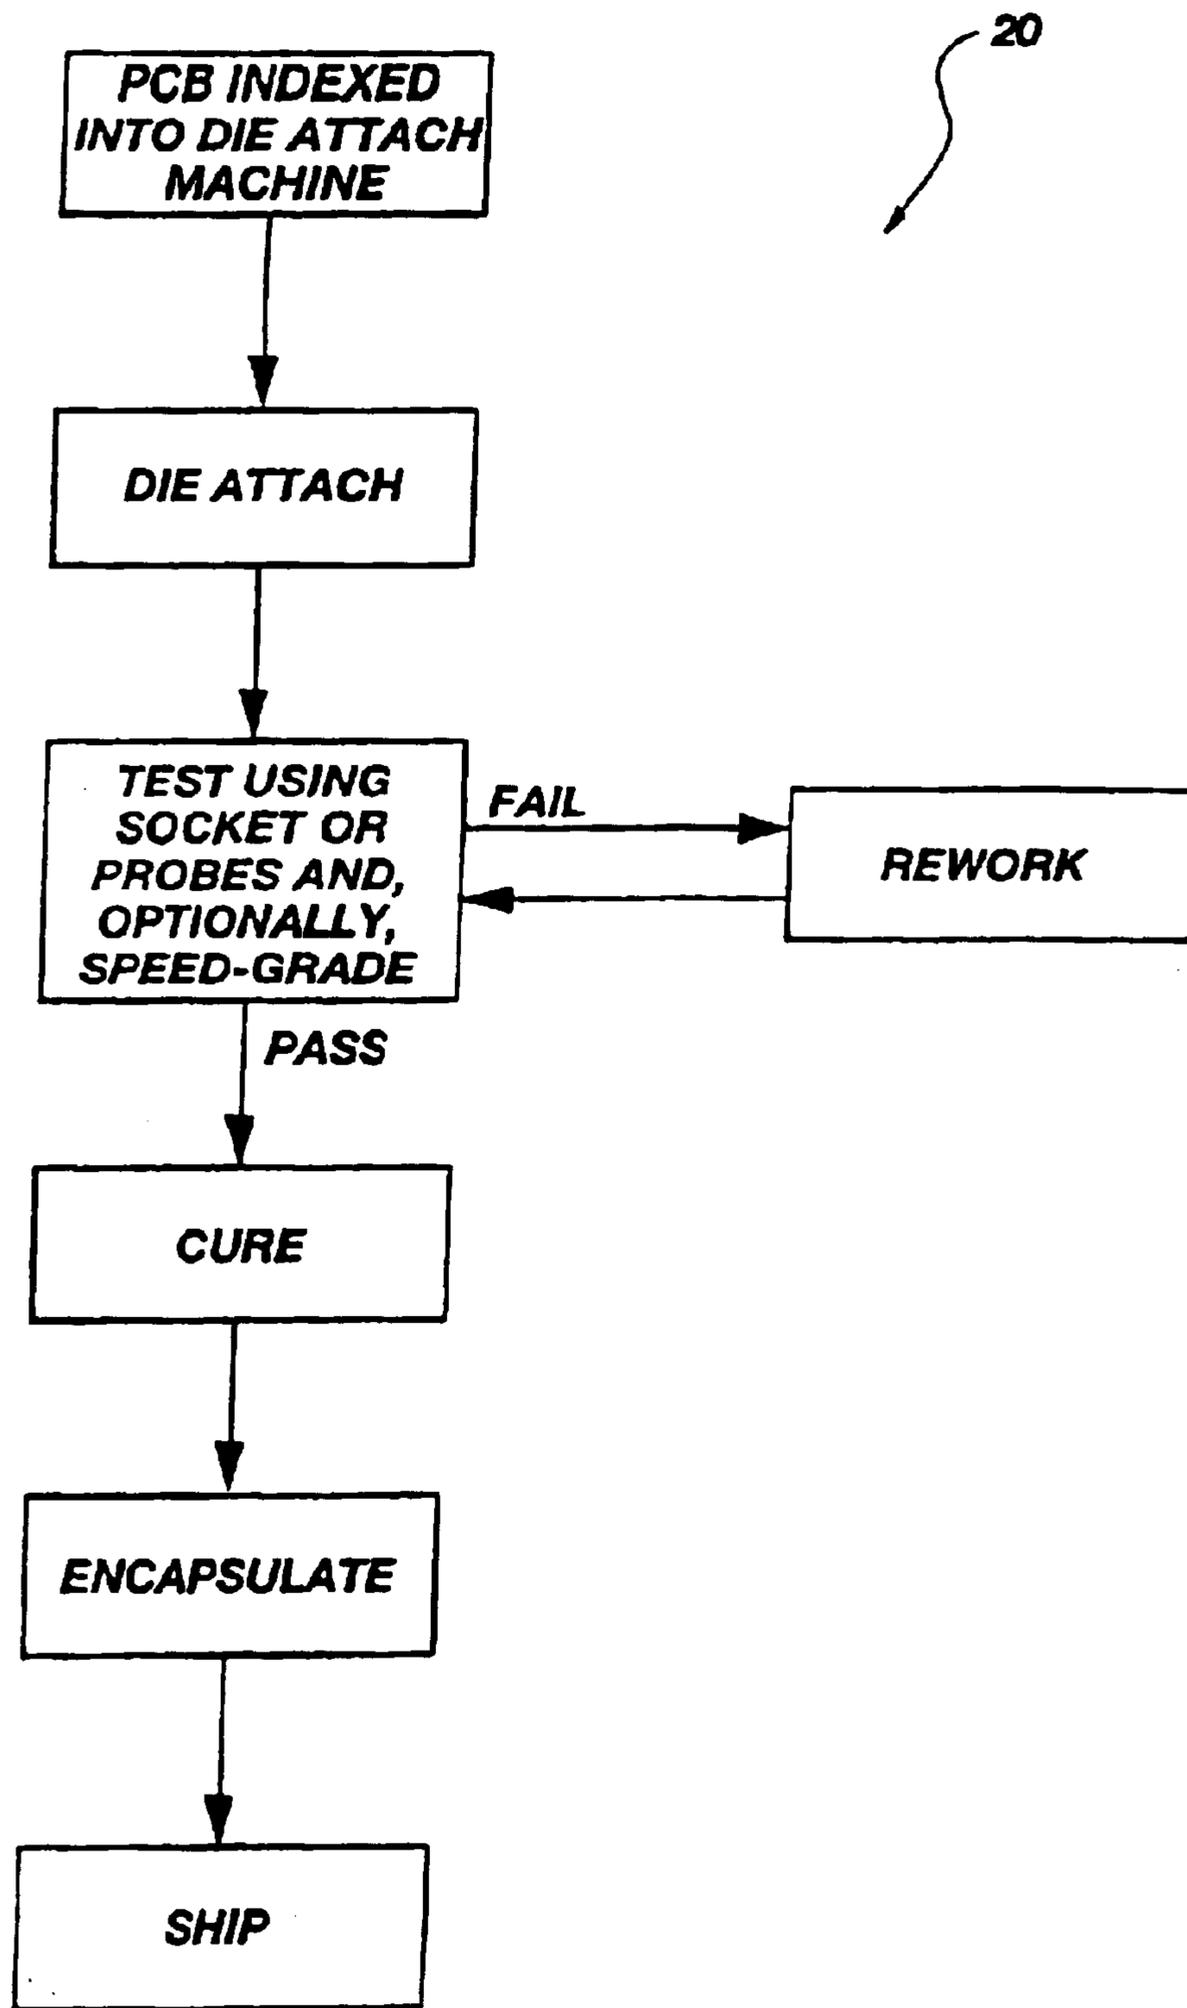 20
PCB INDEXED
INTO DIE ATTACH
MACHINE
DIE ATTACH
TEST USING
SOCKET OR
PROBES AND,
OPTIONALLY,
SPEED-GRADE
FAIL
REWORK
PASS
CURE
ENCAPSULATE
SHIP